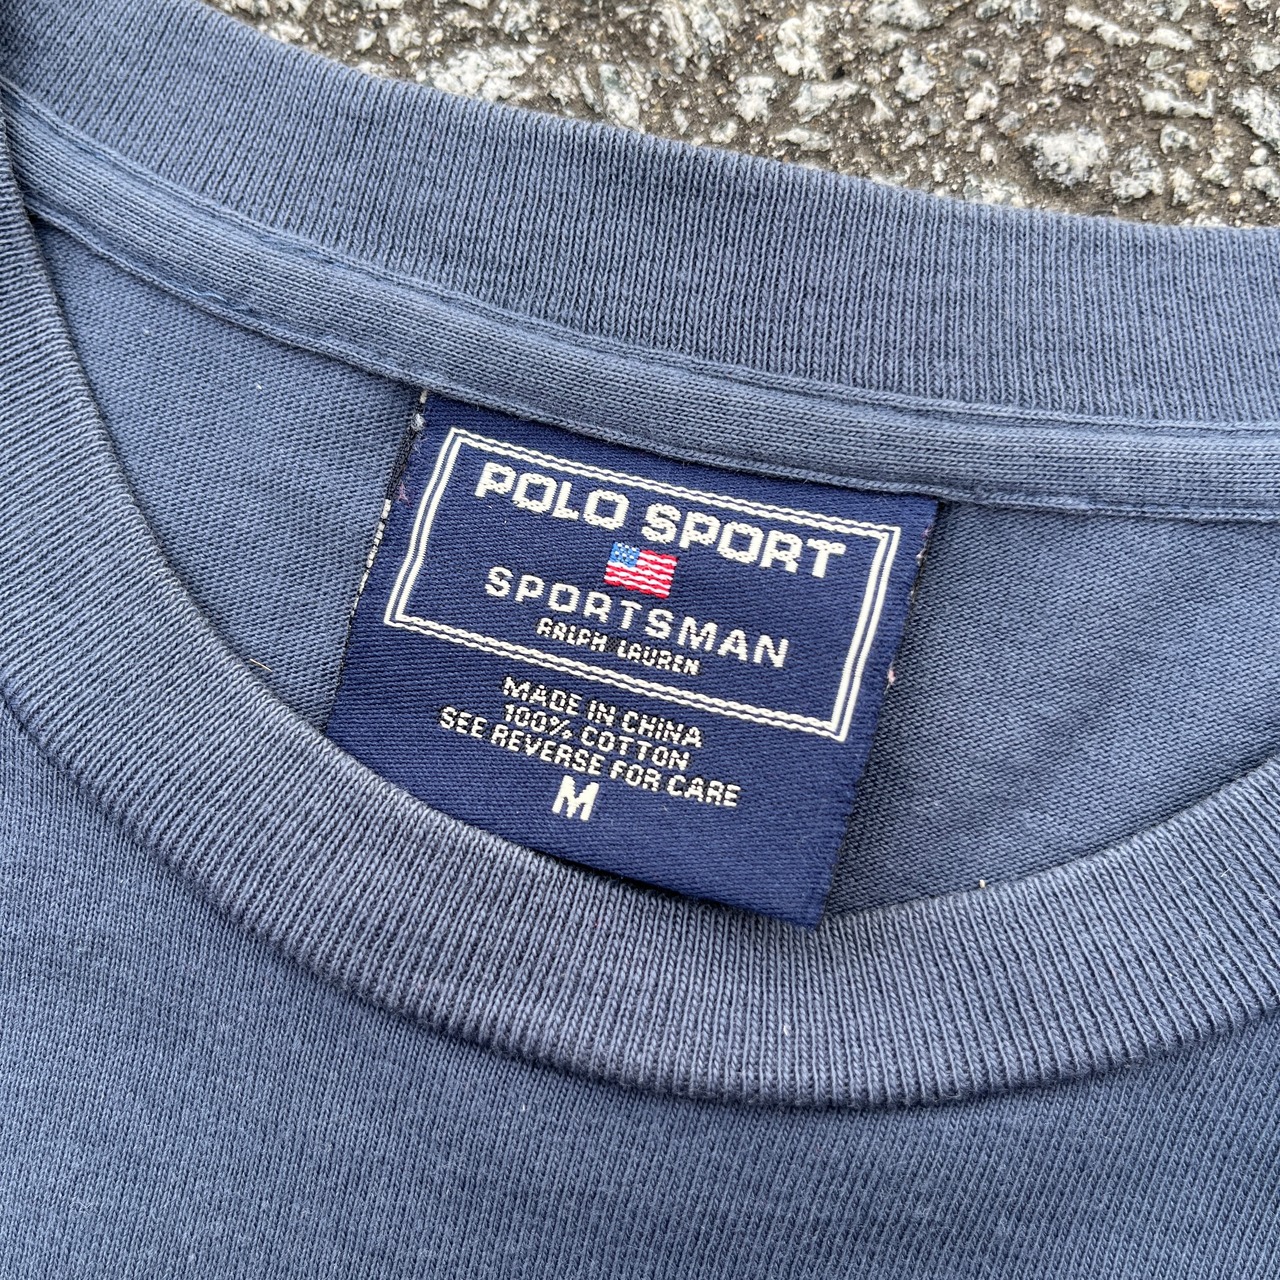 POLO SPORT
SPORTSMAN
RALPH LAUREN
MADE IN CHINA
100% COTTON
SEE REVERSE FOR CARE
M